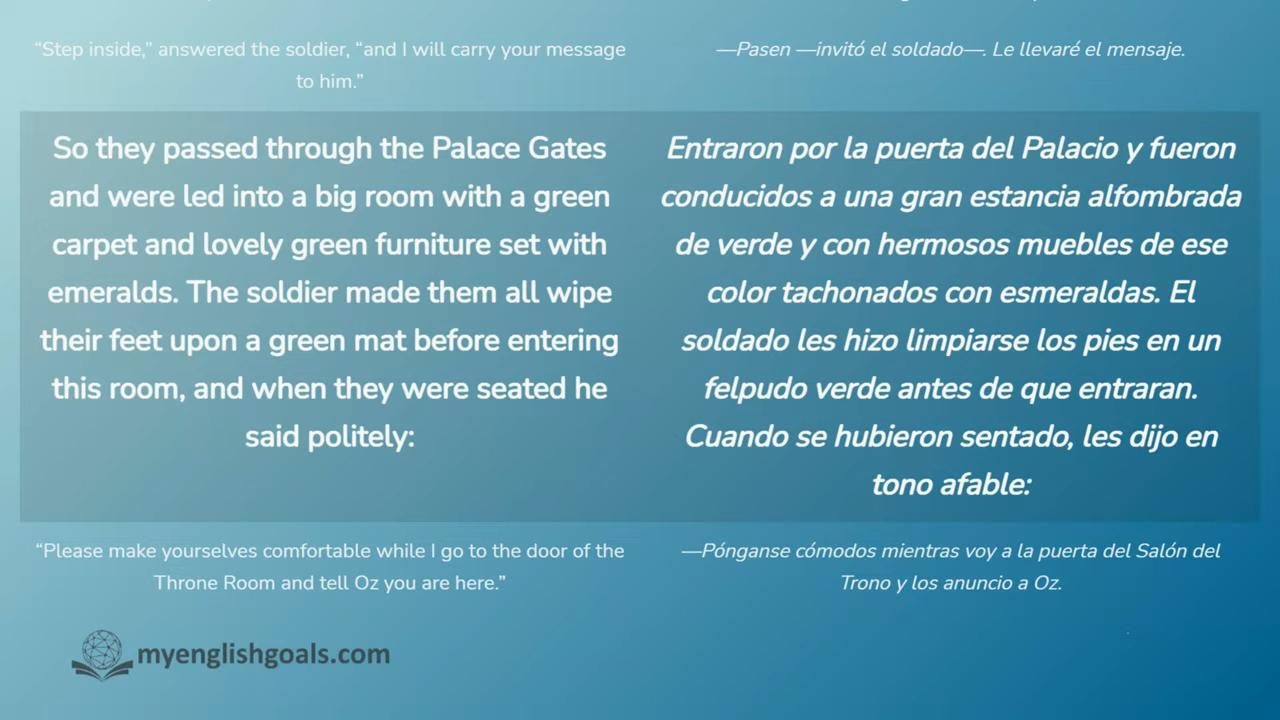 “Step inside,” answered the soldier, “and I will carry your message
to him.”
—Pasen —invitó el soldado—. Le llevaré el mensaje.
So they passed through the Palace Gates
and were led into a big room with a green
carpet and lovely green furniture set with
emeralds. The soldier made them all wipe
their feet upon a green mat before entering
this room, and when they were seated he
said politely:
Entraron por la puerta del Palacio y fueron
conducidos a una gran estancia alfombrada
de verde y con hermosos muebles de ese
color tachonados con esmeraldas. El
soldado les hizo limpiarse los pies en un
felpudo verde antes de que entraran.
Cuando se hubieron sentado, les dijo en
tono afable:
“Please make yourselves comfortable while I go to the door of the
Throne Room and tell Oz you are here.”
—Pónganse cómodos mientras voy a la puerta del Salón del
Trono y los anuncio a Oz.
myenglishgoals.com